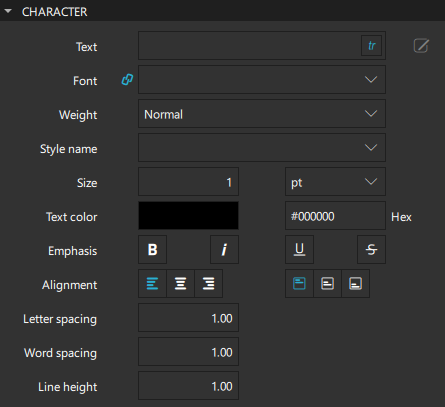 CHARACTER
Text tr
Font
Weight Normal
Style name
Size 1 pt
Text color #000000 Hex
Emphasis B i U S
Alignment
Letter spacing 1.00
Word spacing 1.00
Line height 1.00